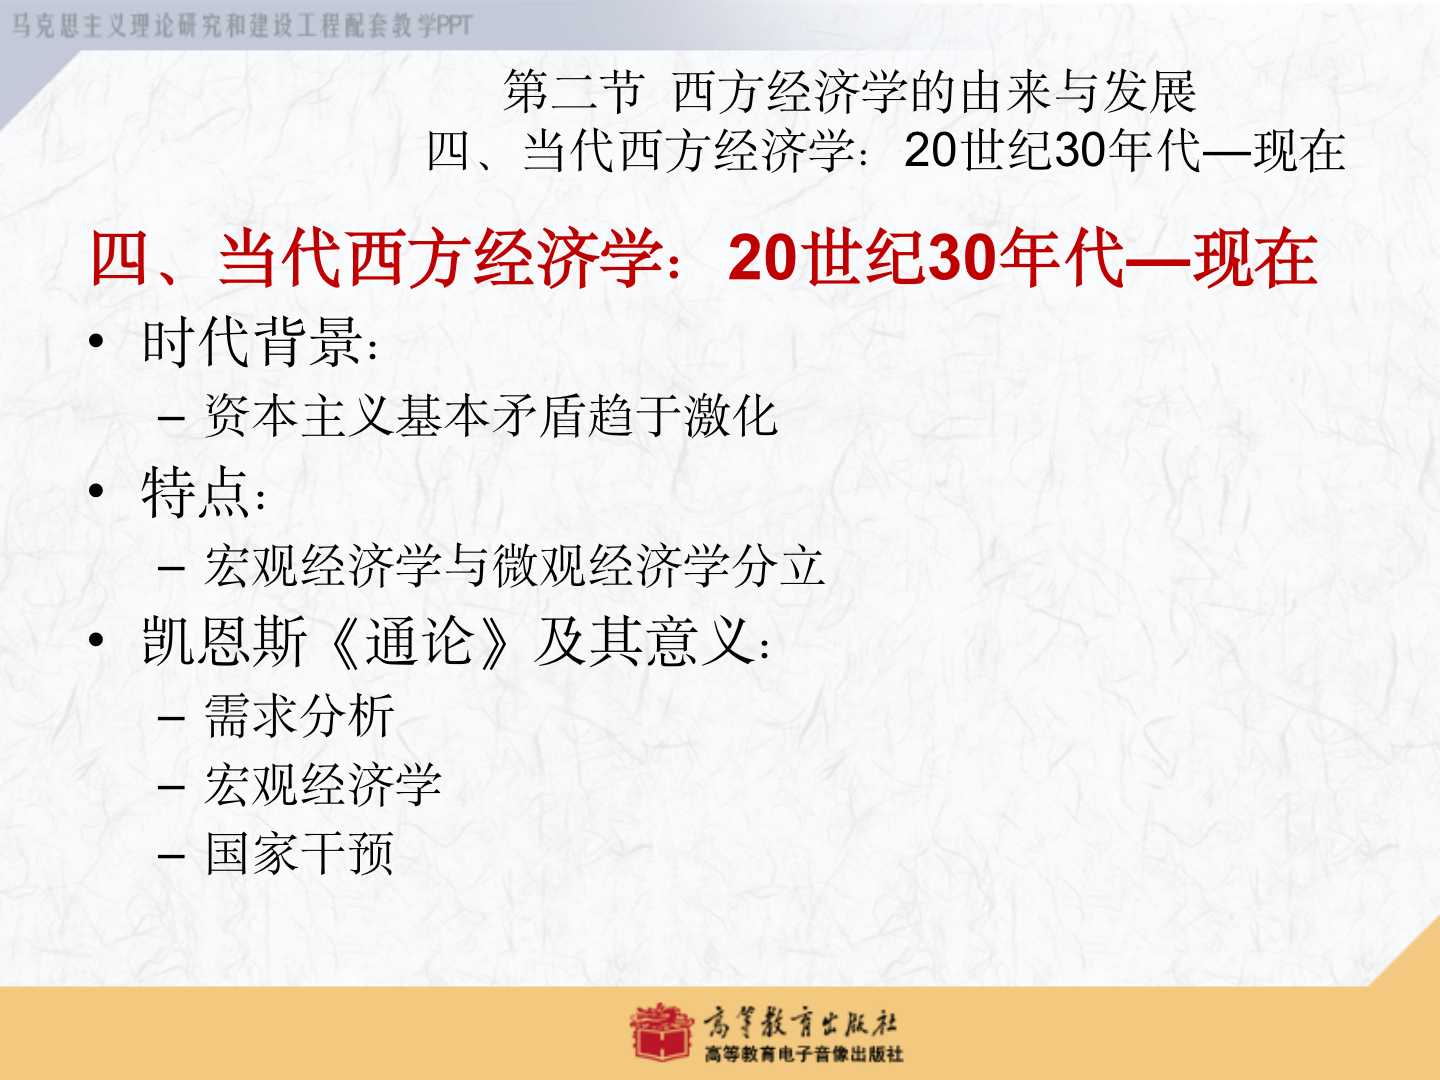 马克思主义理论研究和建设工程配套教学PPT
第二节 西方经济学的由来与发展
四、当代西方经济学：20世纪30年代—现在
四、当代西方经济学：20世纪30年代—现在
• 时代背景：
– 资本主义基本矛盾趋于激化
• 特点：
– 宏观经济学与微观经济学分立
• 凯恩斯《通论》及其意义：
– 需求分析
– 宏观经济学
– 国家干预
高等教育出版社
高等教育电子音像出版社